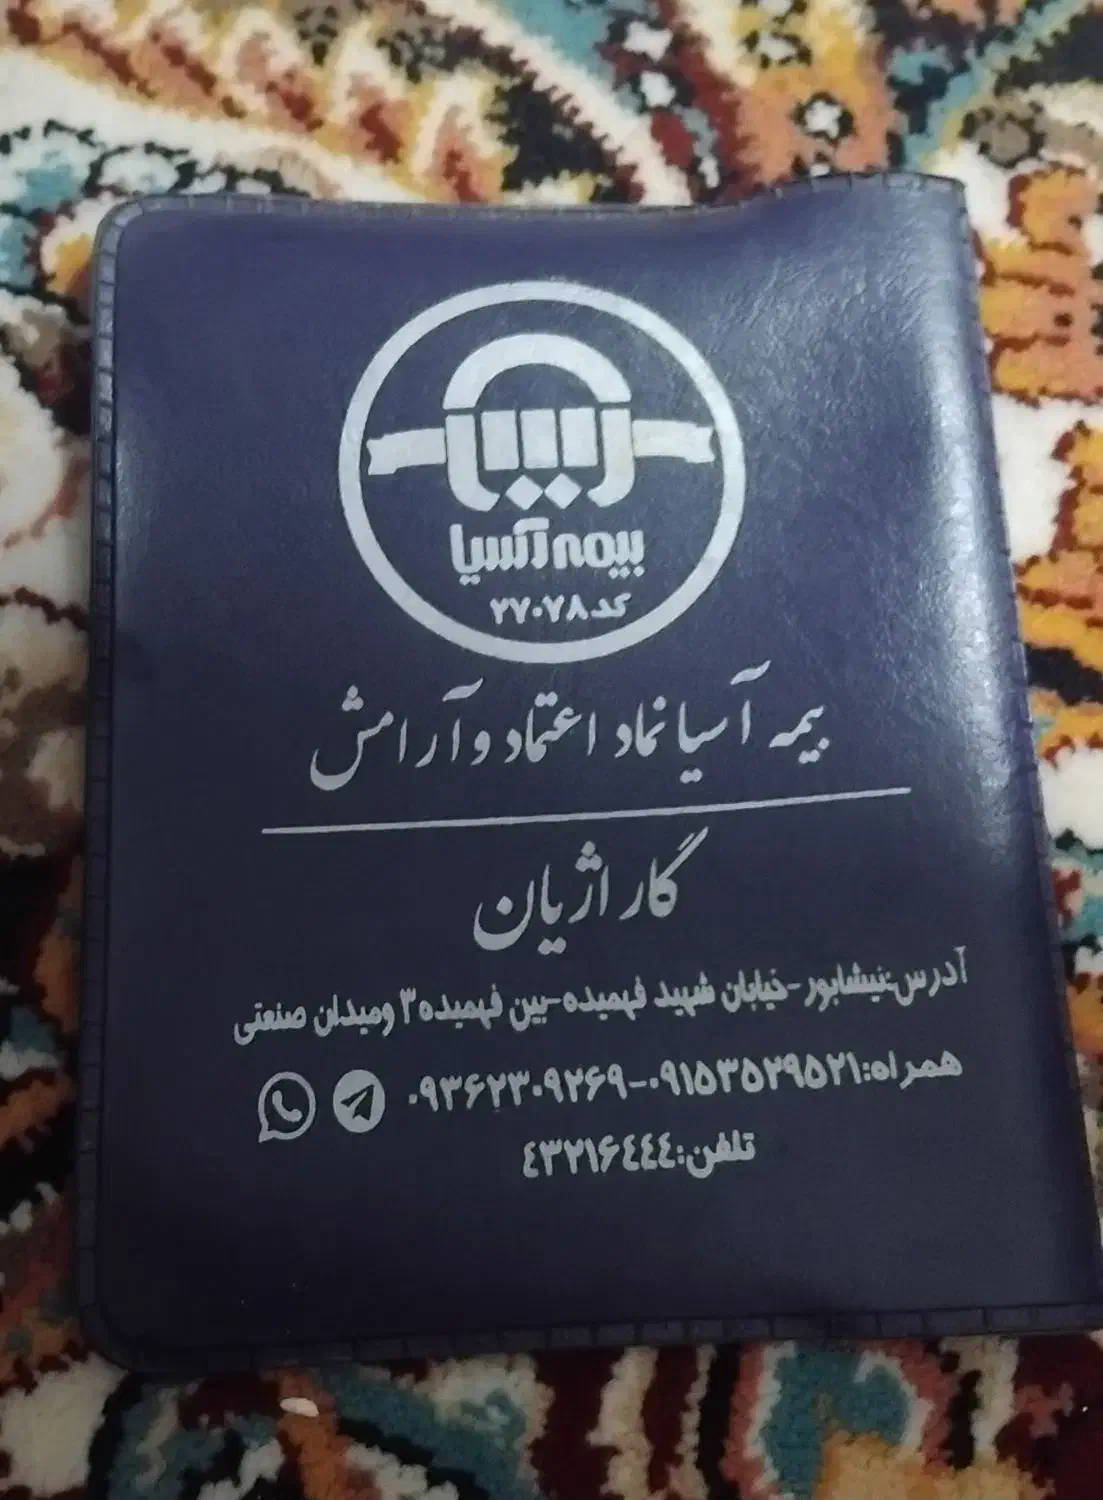 بیمه آسیا
کد ۲۷۰۷۸
بیمه آسیا نماد اعتماد و آرامش
گاراژیان
آدرس:نیشابور-خیابان شهید فهمیده-بین فهمیده ۳ ومیدان صنعتی
همراه:۰۹۱۵۳۵۲۹۵۲۱-۰۹۳۶۲۳۰۹۲۶۹
تلفن:۴۳۲۱۶۴۴۴